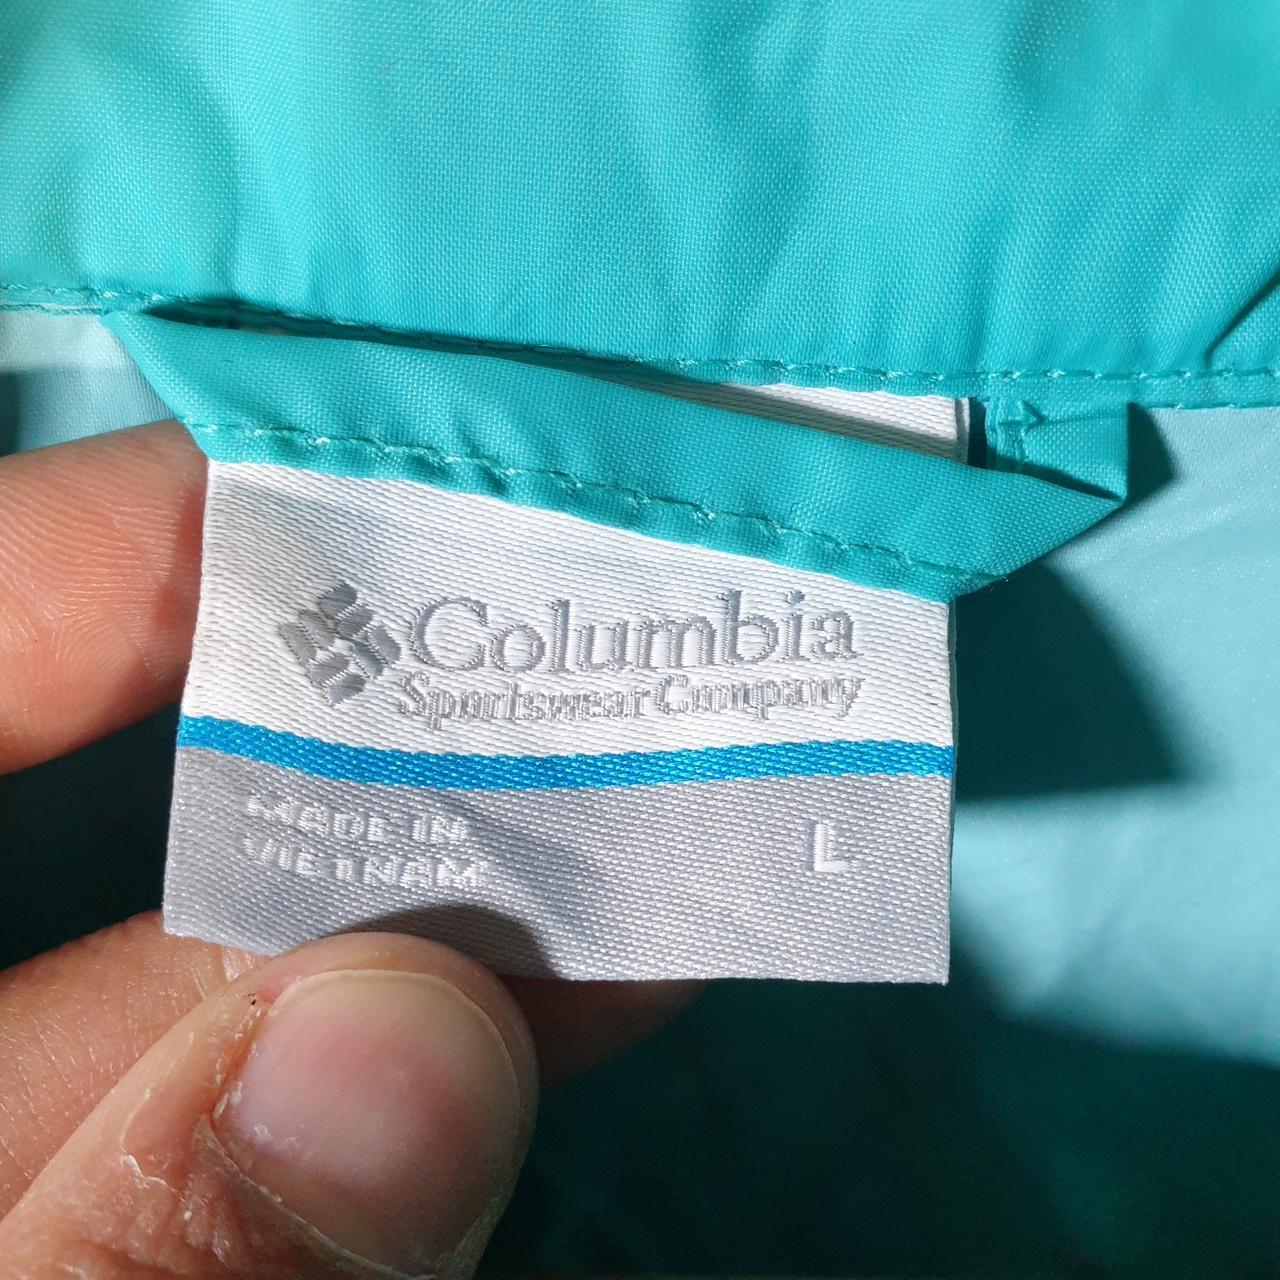 Columbia
Sportswear Company
MADE IN
VIETNAM
L